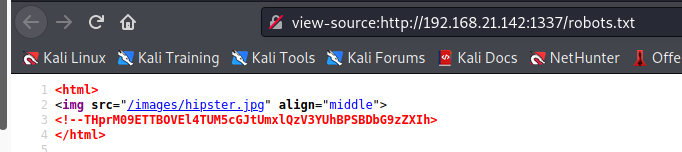 view-source:http://192.168.21.142:1337/robots.txt
Kali Linux Kali Training Kali Tools Kali Forums Kali Docs NetHunter Offe
1 <html>
2 <img src="/images/hipster.jpg" align="middle">
3 <!--THprM09ETTBOVEl4TUM5cGJtUmxlQzV3YUhBPSBDbG9zZXIh>
4 </html>
5